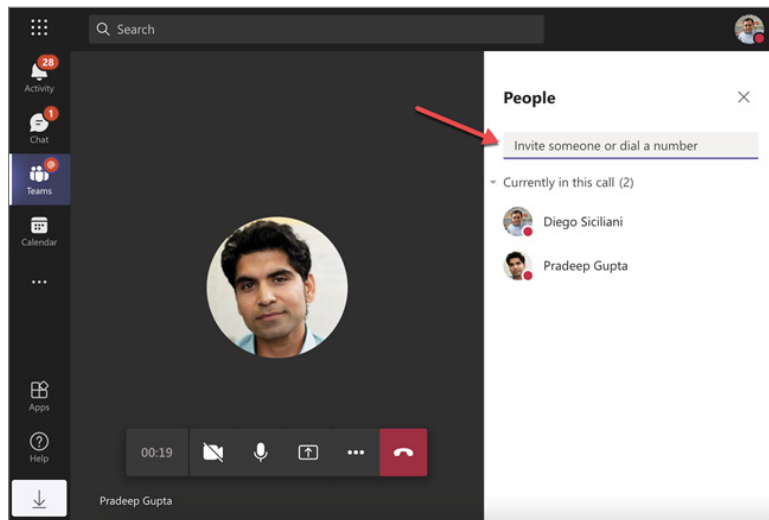 Search
28
Activity
1
Chat
@
Teams
Calendar
Apps
Help
00:19
Pradeep Gupta
People
Invite someone or dial a number
Currently in this call (2)
Diego Siciliani
Pradeep Gupta